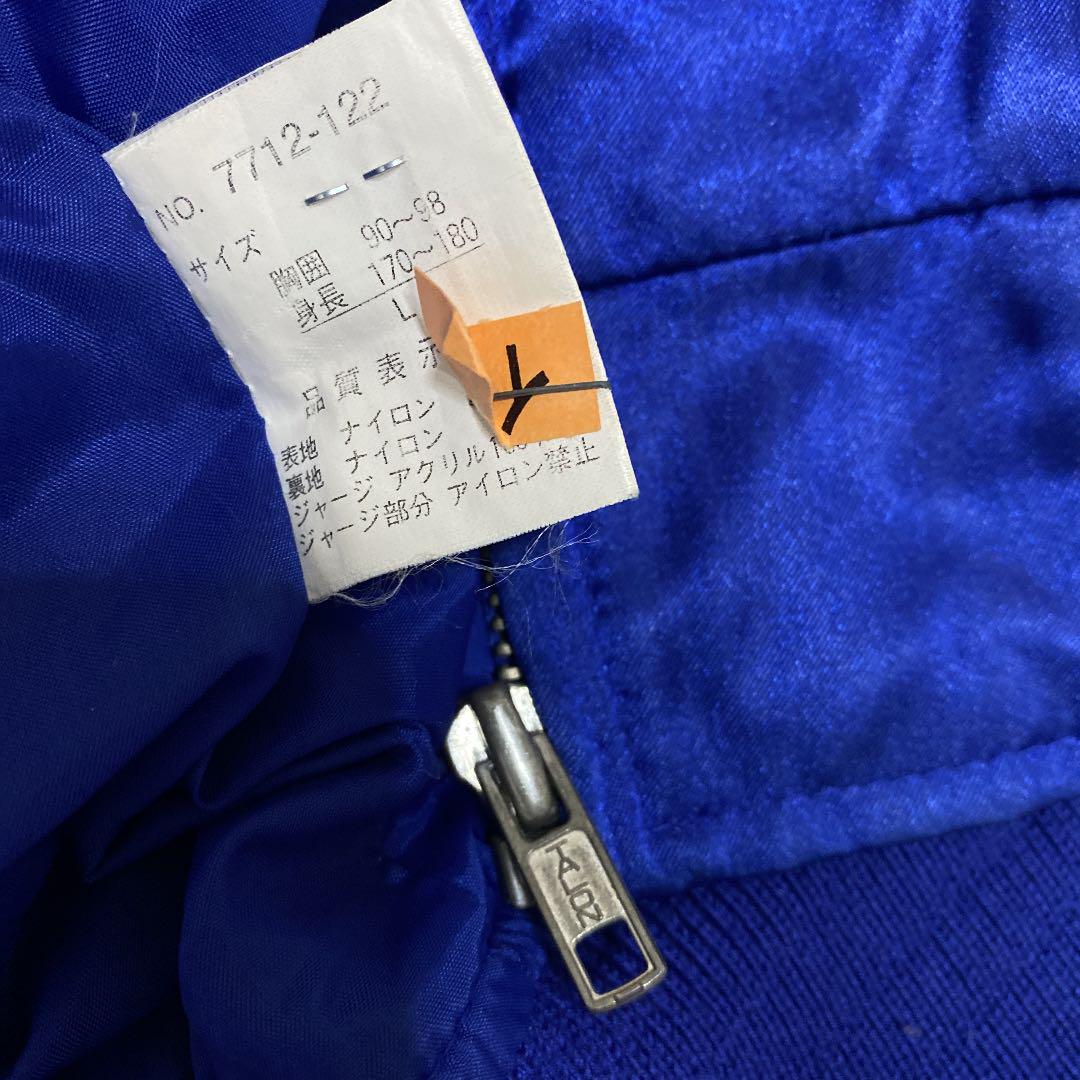 NO. 7712-122
サイズ
胸囲 90〜98
身長 170〜180
L
品質表示
表地 ナイロン
裏地 ナイロン
ジャージ アクリル
ジャージ部分 アイロン禁止
TALON